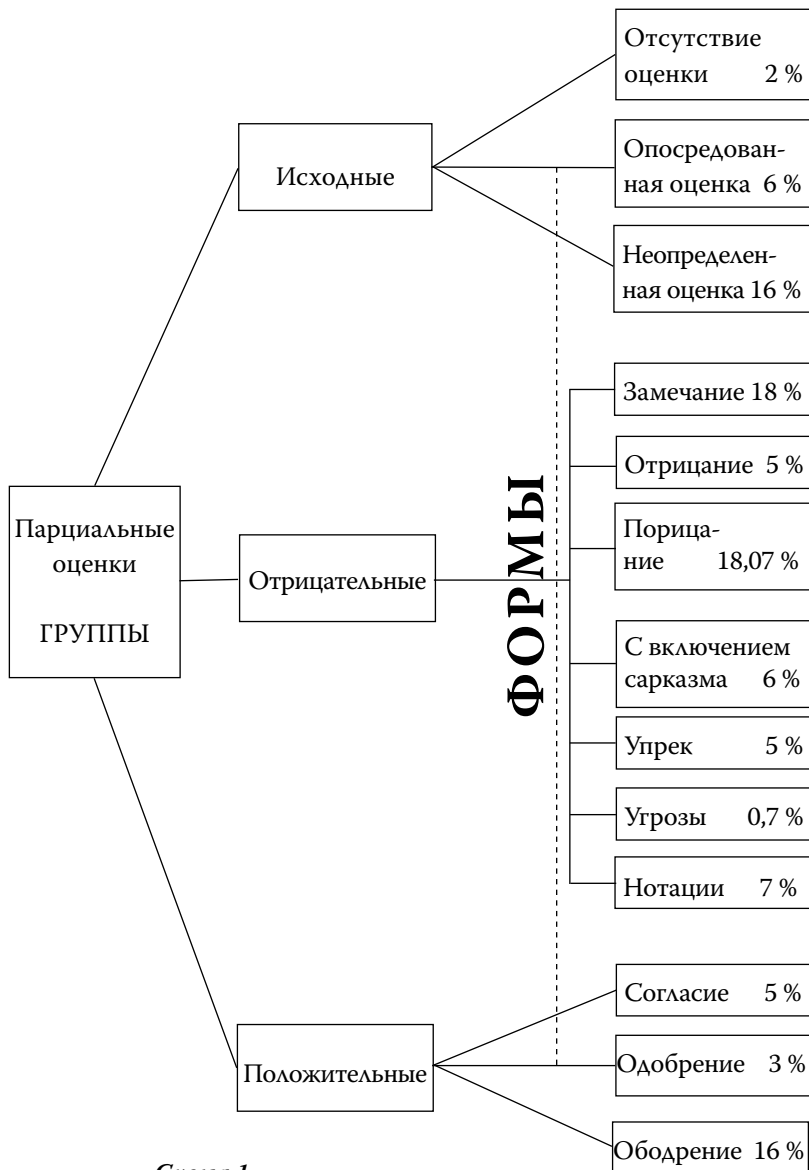 Отсутствие
оценки 2 %
Исходные
Опосредован-
ная оценка 6 %
Неопределен-
ная оценка 16 %
Замечание 18 %
Отрицание 5 %
Парциальные
оценки
ГРУППЫ
Отрицательные
ФОРМЫ
Порица-
ние 18,07 %
С включением
сарказма 6 %
Упрек 5 %
Угрозы 0,7 %
Нотации 7 %
Согласие 5 %
Положительные
Одобрение 3 %
Ободрение 16 %